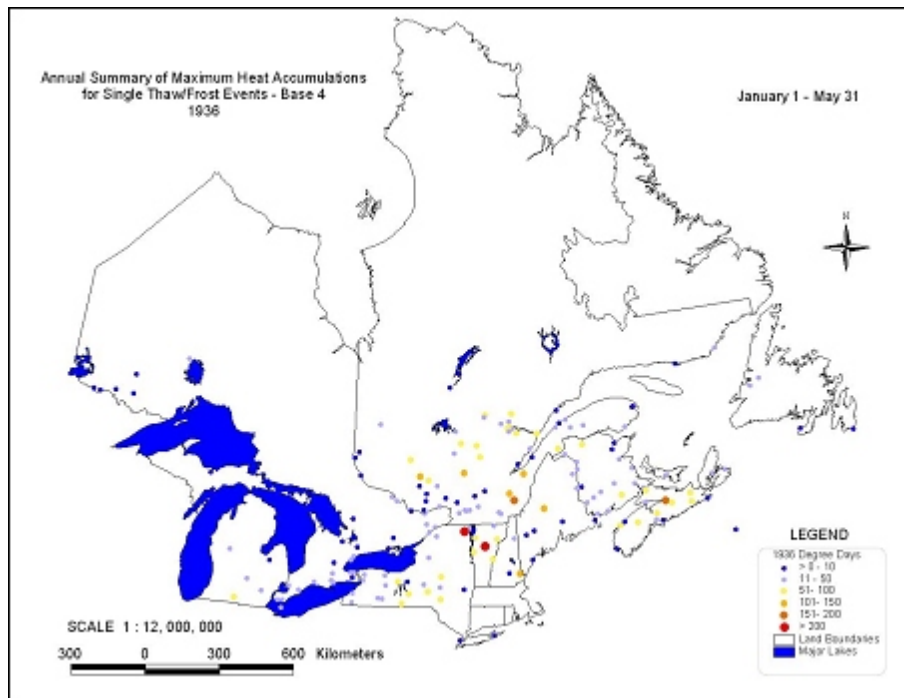 Annual Summary of Maximum Heat Accumulations
for Single Thaw/Frost Events - Base 4
1936
January 1 - May 31
N
LEGEND
1936 Degree Days
> 0 - 10
11 - 50
51- 100
101- 150
151- 200
> 200
Land Boundaries
Major Lakes
SCALE 1 : 12, 000, 000
300 0 300 600 Kilometers